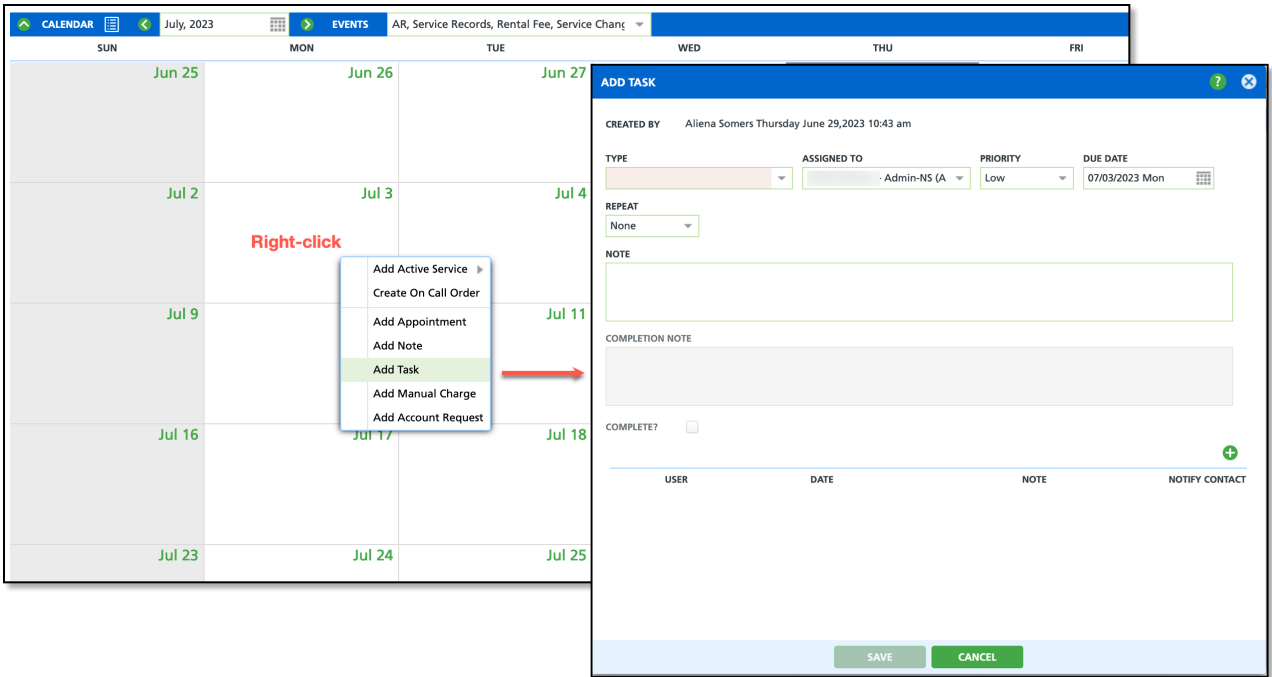 CALENDAR July, 2023 EVENTS AR, Service Records, Rental Fee, Service Chang
SUN MON TUE WED THU FRI
Jun 25 Jun 26 Jun 27
Jul 2 Jul 3 Jul 4
Right-click
Add Active Service
Create On Call Order
Add Appointment
Add Note
Add Task
Add Manual Charge
Add Account Request
Jul 9 Jul 11
Jul 16 Jul 17 Jul 18
Jul 23 Jul 24 Jul 25
ADD TASK ?
CREATED BY Aliena Somers Thursday June 29,2023 10:43 am
TYPE ASSIGNED TO PRIORITY DUE DATE
- Admin-NS (A Low 07/03/2023 Mon
REPEAT
None
NOTE
COMPLETION NOTE
COMPLETE?
USER DATE NOTE NOTIFY CONTACT
SAVE CANCEL